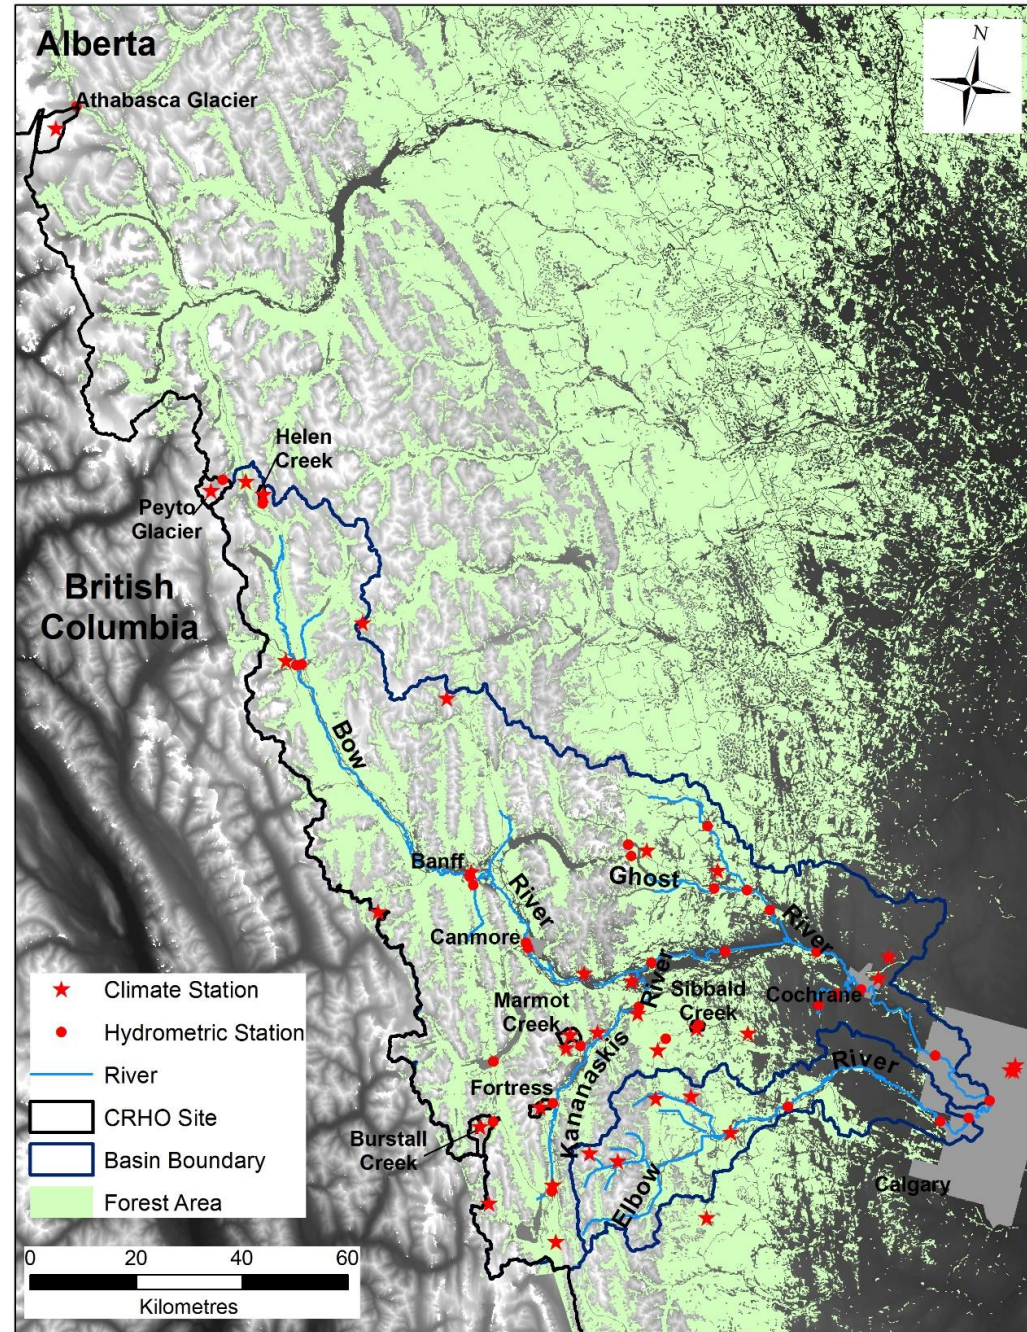 Alberta
N
Athabasca Glacier
Helen
Creek
Peyto
Glacier
British
Columbia
Bow
Banff
River
Ghost
River
Canmore
River
Sibbald
Creek
Cochrane
Marmot
Creek
Kananaskis
River
Fortress
Burstall
Creek
Elbow
Calgary
Climate Station
Hydrometric Station
River
CRHO Site
Basin Boundary
Forest Area
0 20 40 60
Kilometres